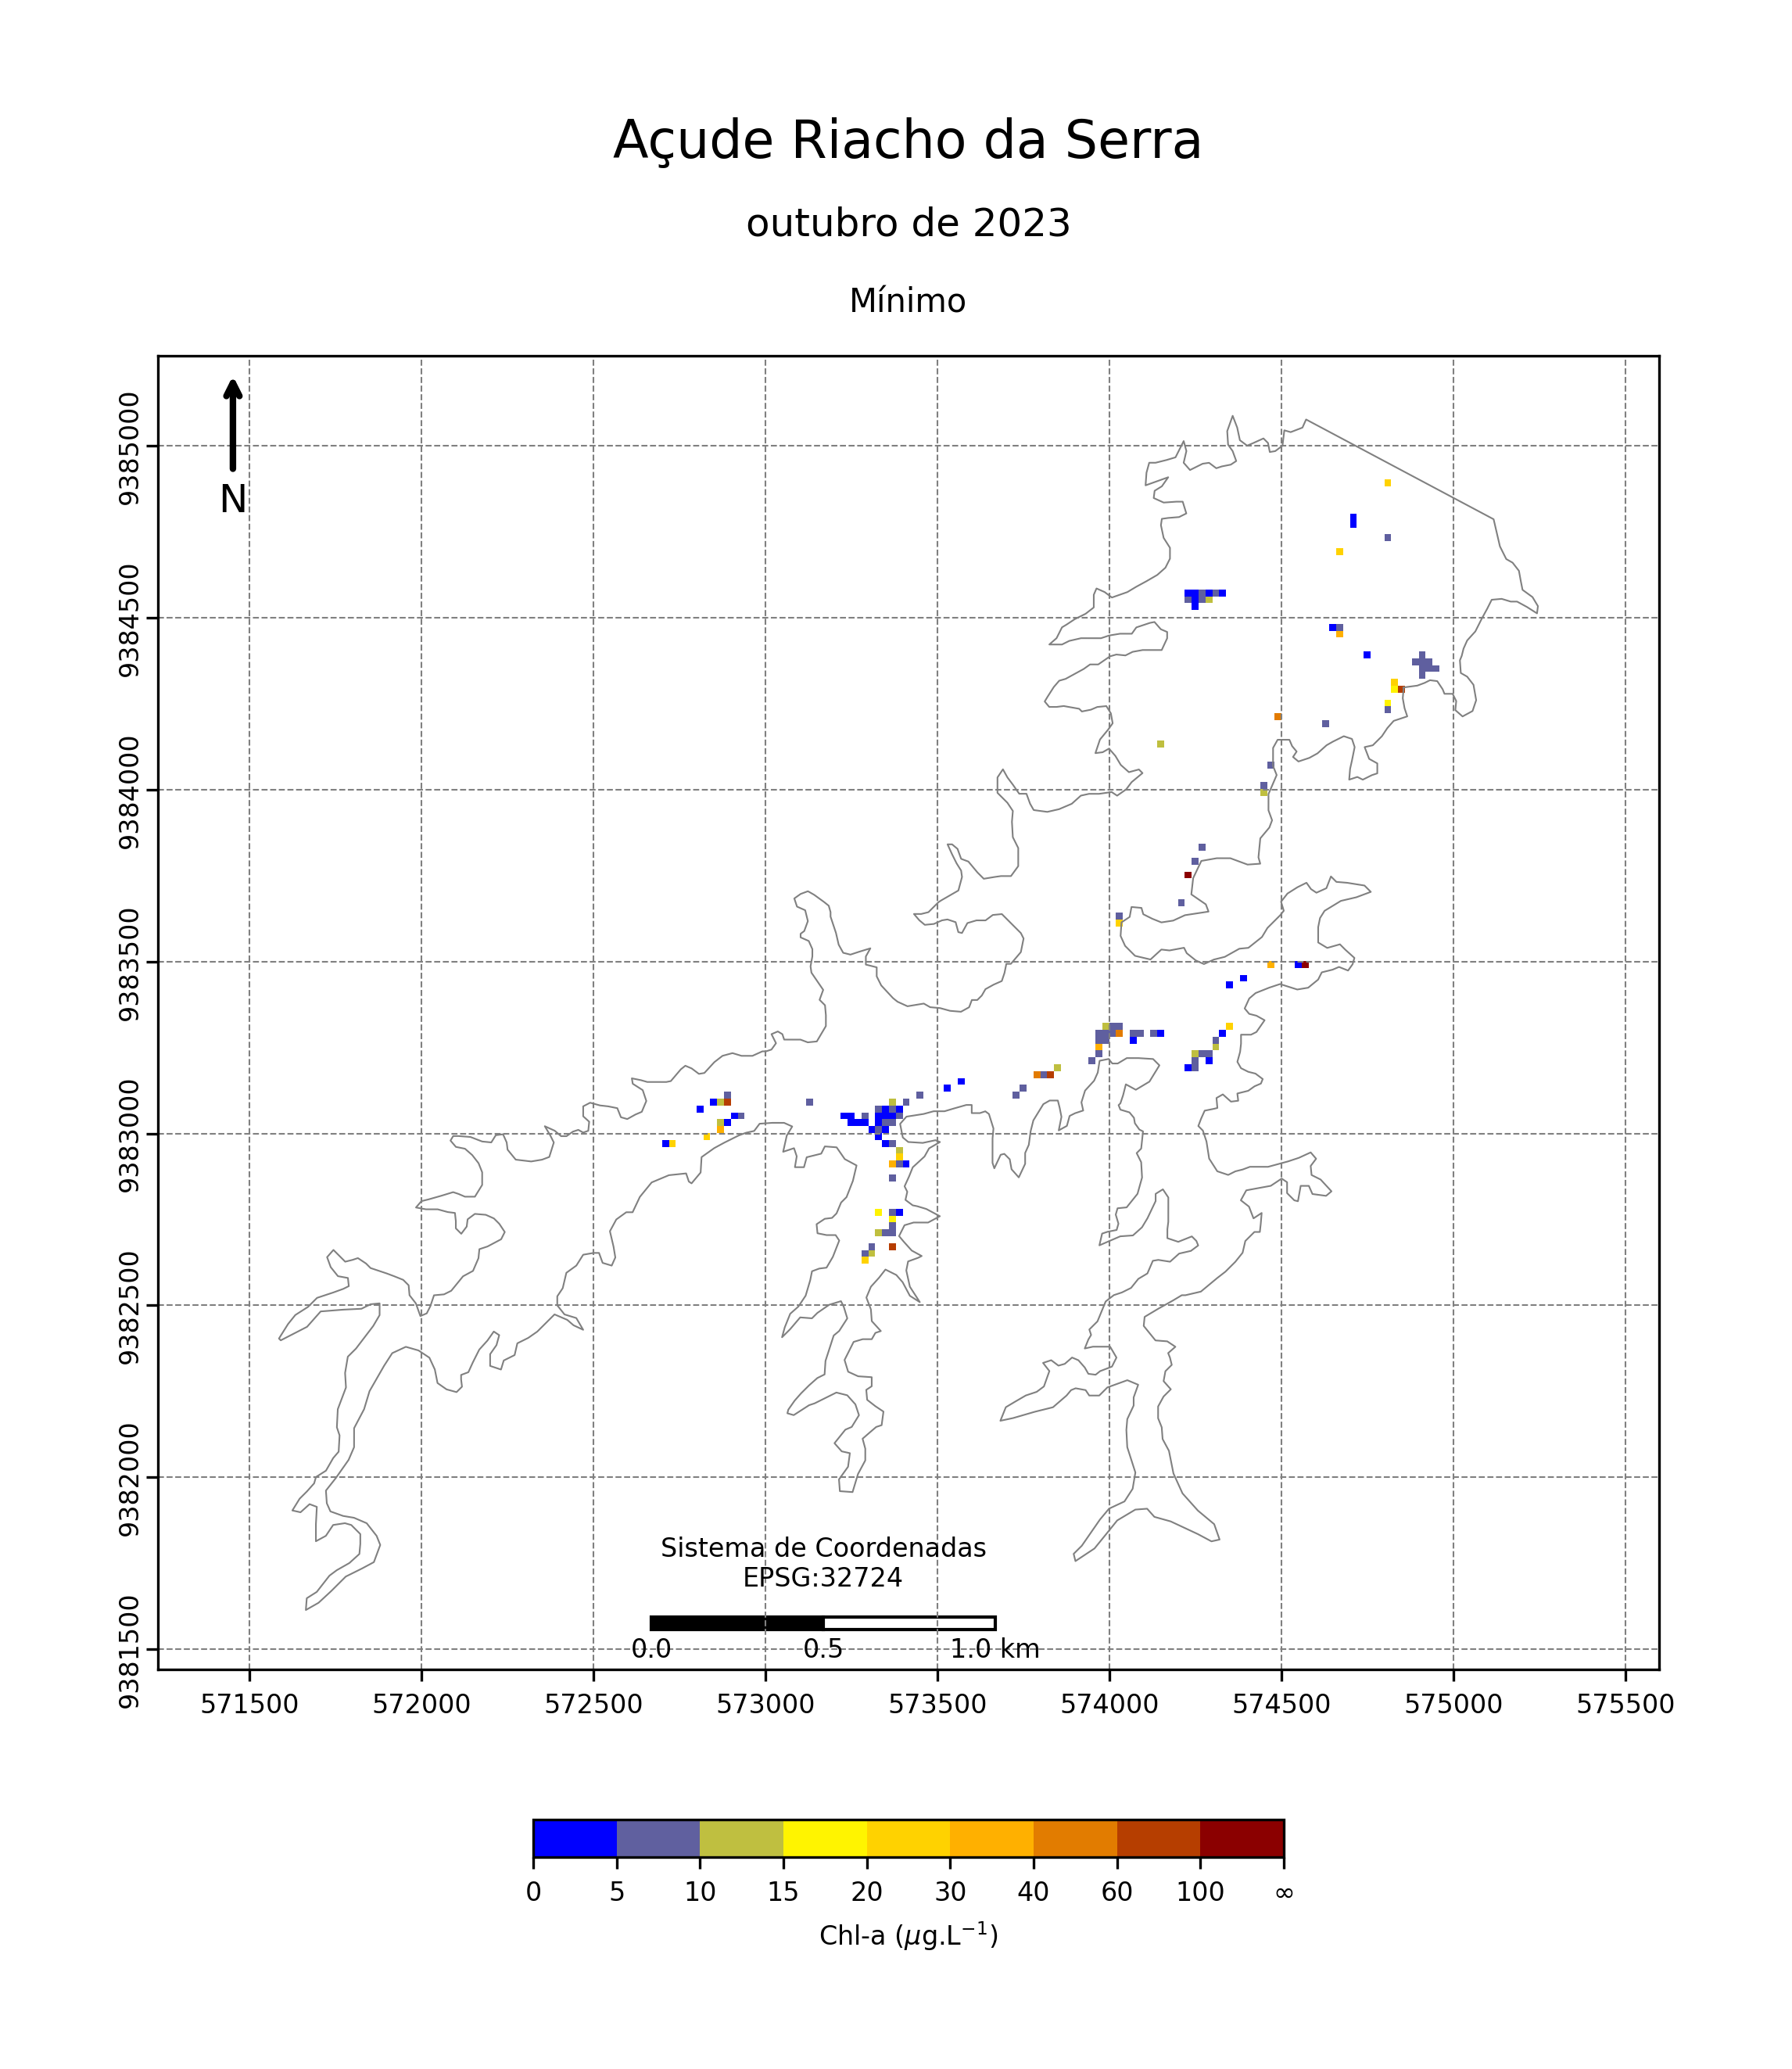 Açude Riacho da Serra
outubro de 2023
Mínimo
N
9385000
9384500
9384000
9383500
9383000
9382500
9382000
9381500
Sistema de Coordenadas
EPSG:32724
0.0 0.5 1.0 km
571500 572000 572500 573000 573500 574000 574500 575000 575500
0 5 10 15 20 30 40 60 100 ∞
Chl-a (μg.L⁻¹)